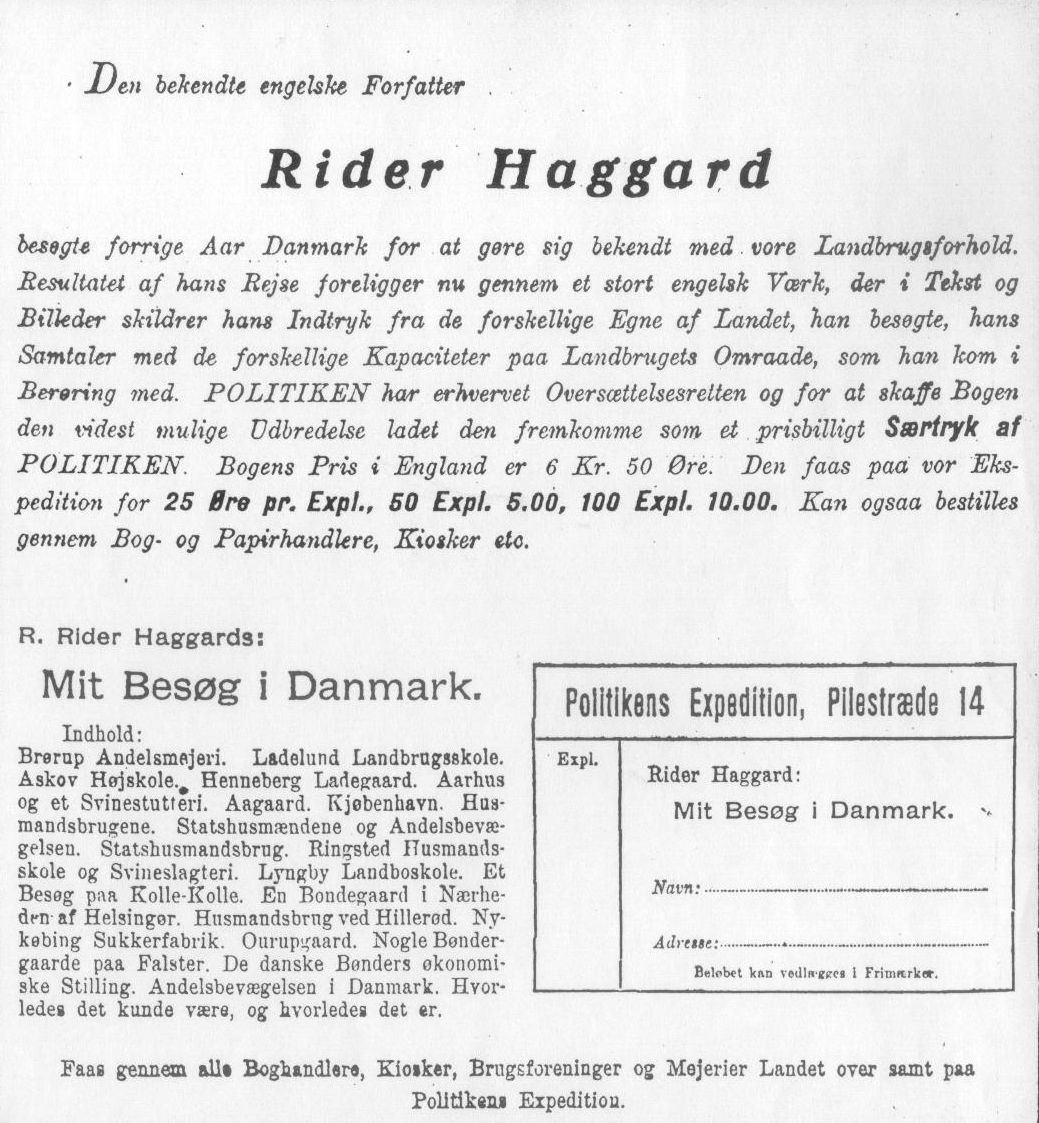 Den bekendte engelske Forfatter
Rider Haggard
besøgte forrige Aar Danmark for at gøre sig bekendt med vore Landbrugsforhold.
Resultatet af hans Rejse foreligger nu gennem et stort engelsk Værk, der i Tekst og
Billeder skildrer hans Indtryk fra de forskellige Egne af Landet, han besøgte, hans
Samtaler med de forskellige Kapaciteter paa Landbrugets Omraade, som han kom i
Berøring med. POLITIKEN har erhvervet Oversættelsesretten og for at skaffe Bogen
den videst mulige Udbredelse ladet den fremkomme som et prisbilligt Særtryk af
POLITIKEN. Bogens Pris i England er 6 Kr. 50 Øre. Den faas paa vor Eks-
pedition for 25 Øre pr. Expl., 50 Expl. 5.00, 100 Expl. 10.00. Kan ogsaa bestilles
gennem Bog- og Papirhandlere, Kiosker etc.
R. Rider Haggards:
Mit Besøg i Danmark.
Indhold:
Brørup Andelsmejeri. Ladelund Landbrugsskole.
Askov Højskole. Henneberg Ladegaard. Aarhus
og et Svinestutteri. Aagaard. Kjøbenhavn. Hus-
mandsbrugene. Statshusmændene og Andelsbevæ-
gelsen. Statshusmandsbrug. Ringsted Husmands-
skole og Svineslagteri. Lyngby Landboskole. Et
Besøg paa Kolle-Kolle. En Bondegaard i Nærhe-
den af Helsingør. Husmandsbrug ved Hillerød. Ny-
købing Sukkerfabrik. Ourupgaard. Nogle Bønder-
gaarde paa Falster. De danske Bønders økonomi-
ske Stilling. Andelsbevægelsen i Danmark. Hvor-
ledes det kunde være, og hvorledes det er.
Politikens Expedition, Pilestræde 14
Expl.
Rider Haggard:
Mit Besøg i Danmark.
Navn:
Adresse:
Beløbet kan vedlægges i Frimærker.
Faas gennem alle Boghandlere, Kiosker, Brugsforeninger og Mejerier Landet over samt paa
Politikens Expedition.